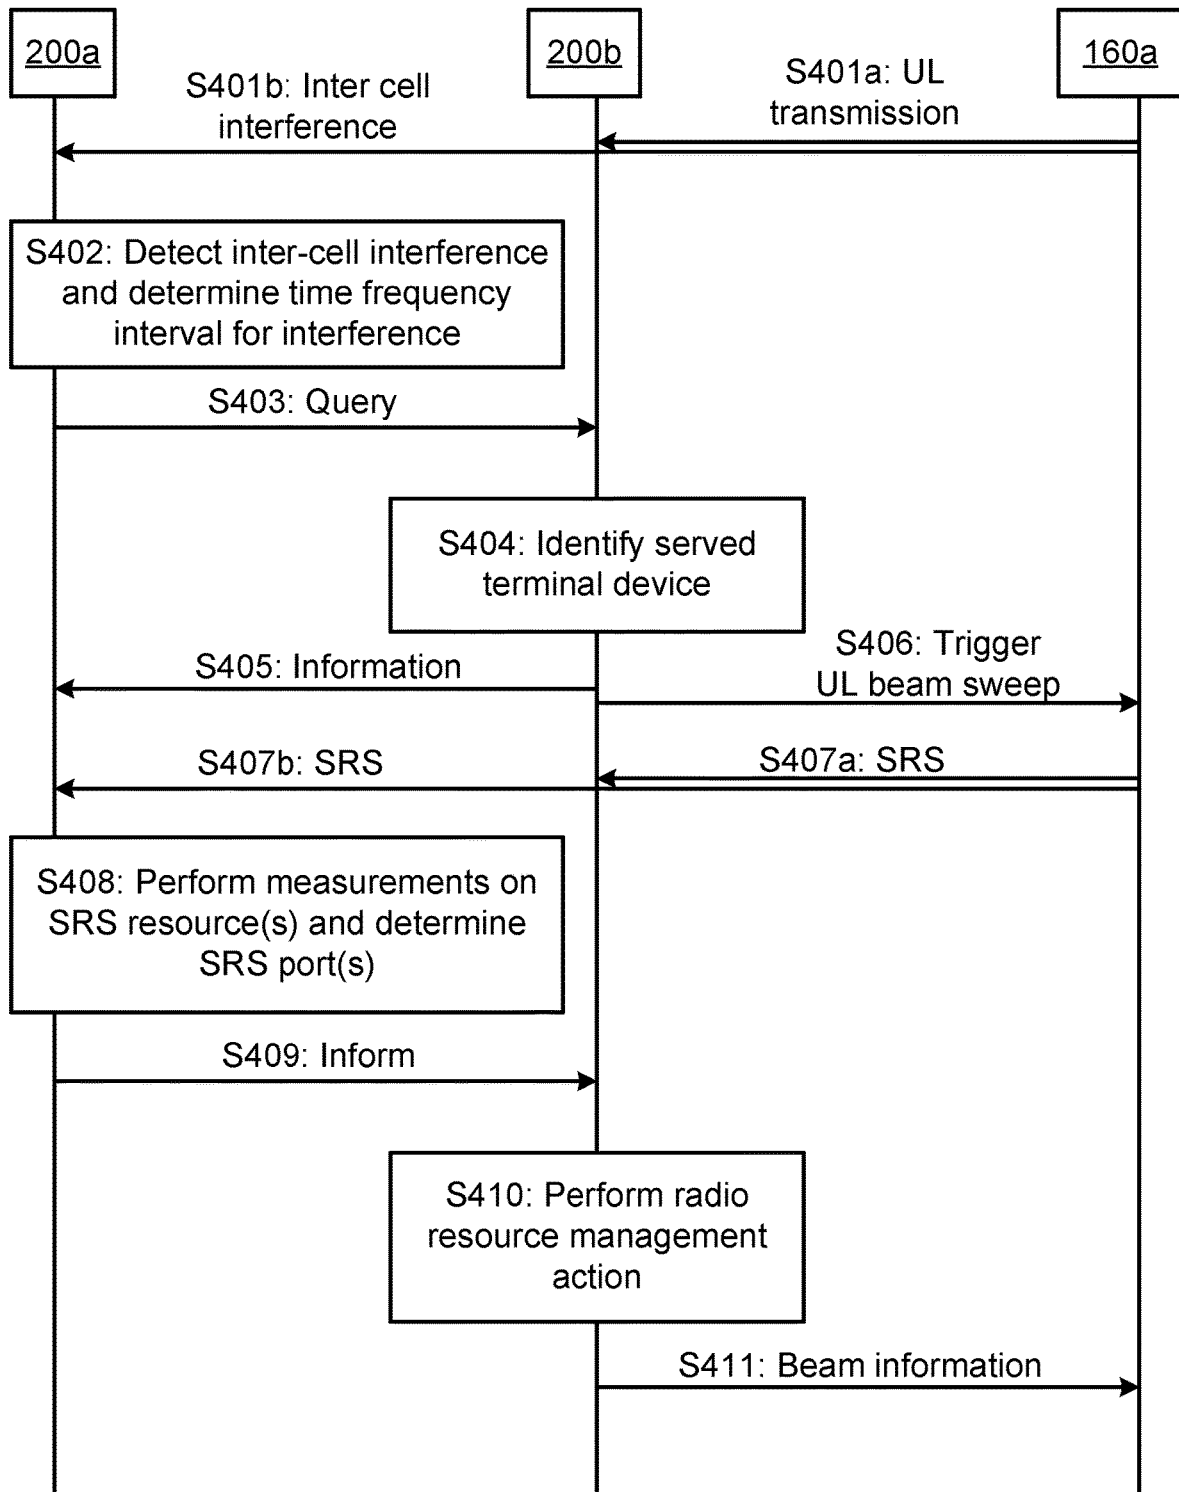 200a
200b
160a
S401b: Inter cell
interference
S401a: UL
transmission
S402: Detect inter-cell interference
and determine time frequency
interval for interference
S403: Query
S404: Identify served
terminal device
S405: Information
S406: Trigger
UL beam sweep
S407b: SRS
S407a: SRS
S408: Perform measurements on
SRS resource(s) and determine
SRS port(s)
S409: Inform
S410: Perform radio
resource management
action
S411: Beam information